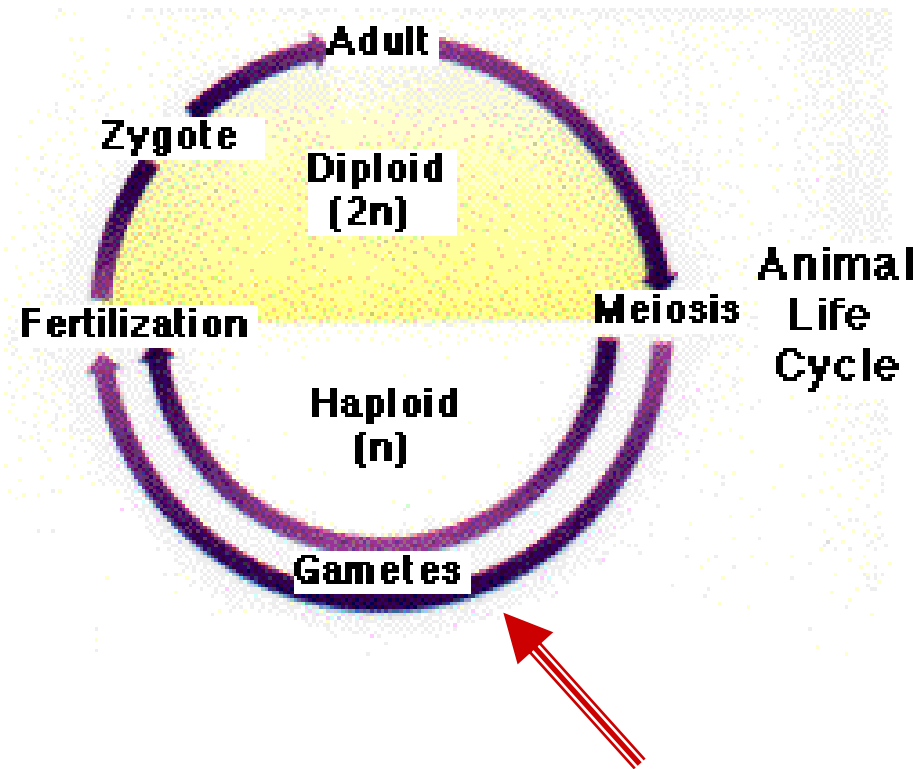 Adult
Zygote
Diploid
(2n)
Fertilization
Meiosis
Animal
Life
Cycle
Haploid
(n)
Gametes